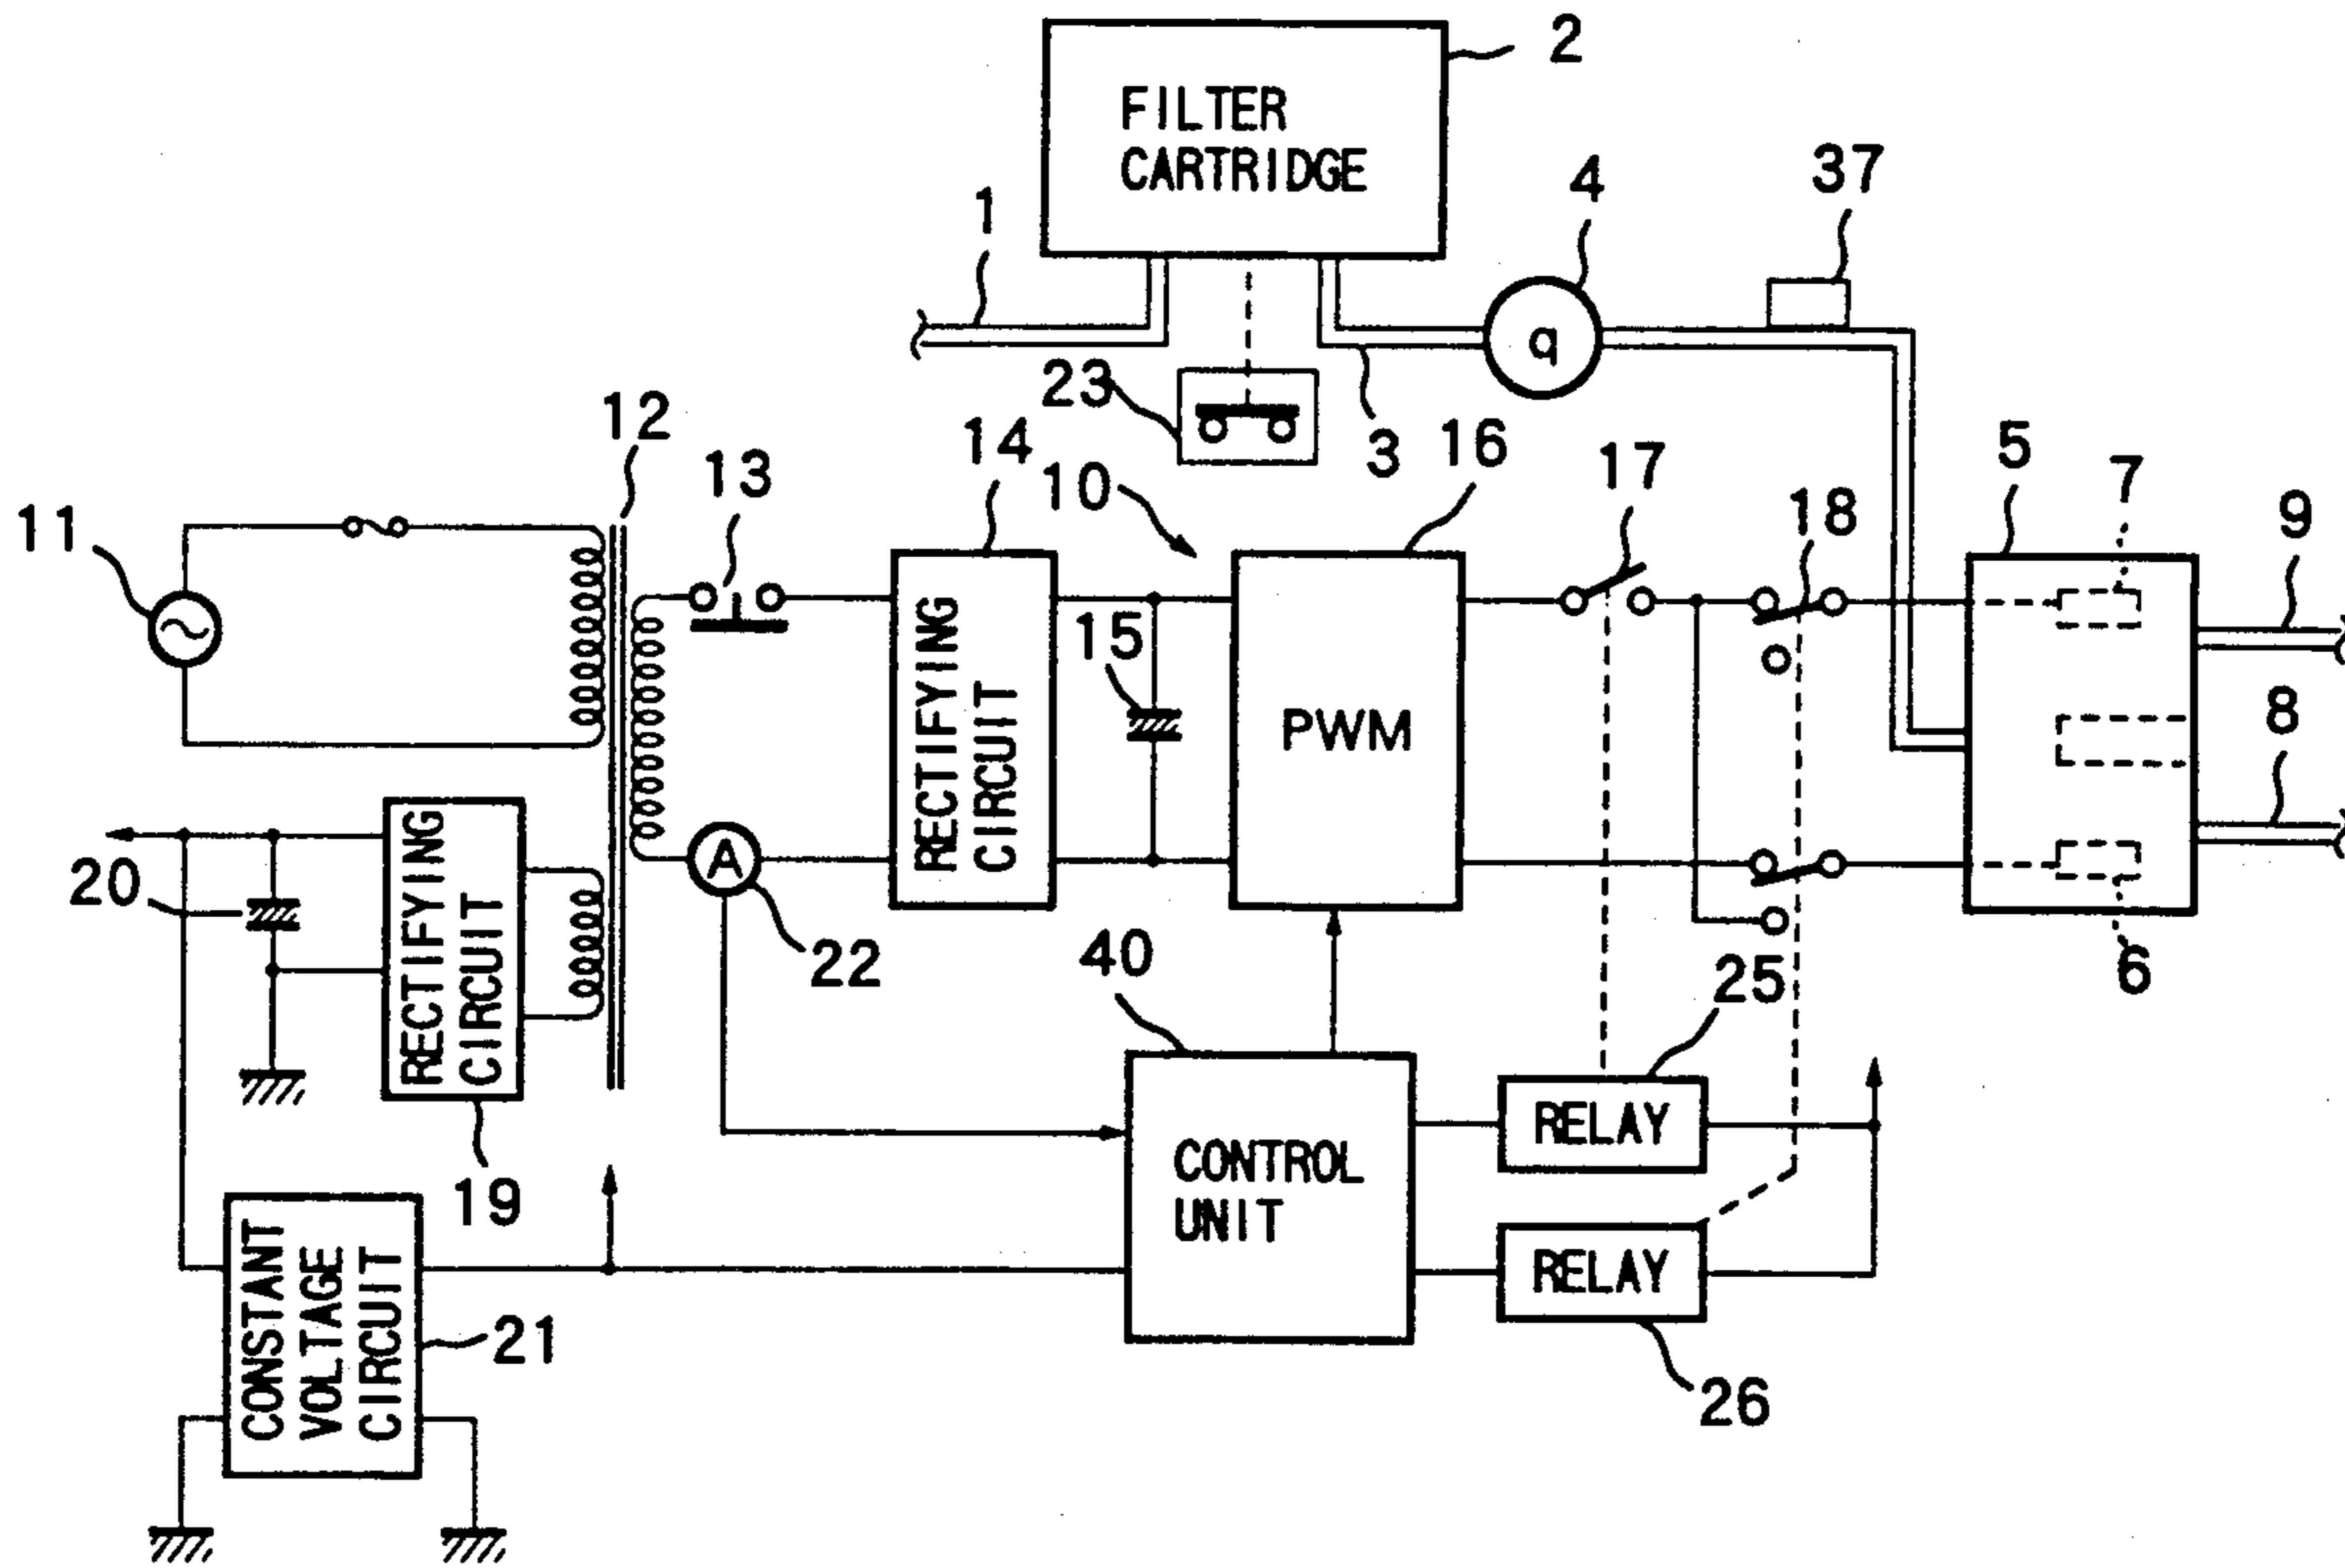 2
FILTER
CARTRIDGE
1
4
37
q
23
3
12
13
14
10
16
17
18
5
7
9
11
15
RECTIFYING
CIRCUIT
PWM
8
20
RECTIFYING
CIRCUIT
A
22
40
25
6
CONTROL
UNIT
RELAY
RELAY
19
CONSTANT
VOLTAGE
CIRCUIT
21
26